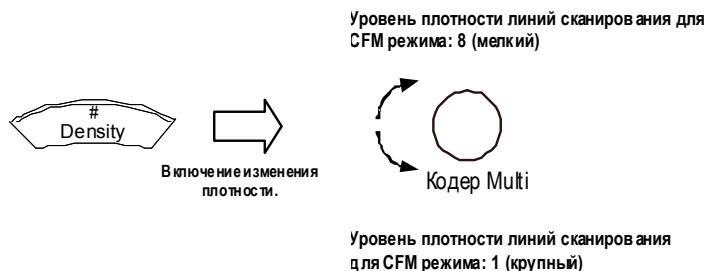 Уровень плотности линий сканирования для
CFM режима: 8 (мелкий)
#
Density
Включение изменения
плотности.
Кодер Multi
Уровень плотности линий сканирования
для CFM режима: 1 (крупный)